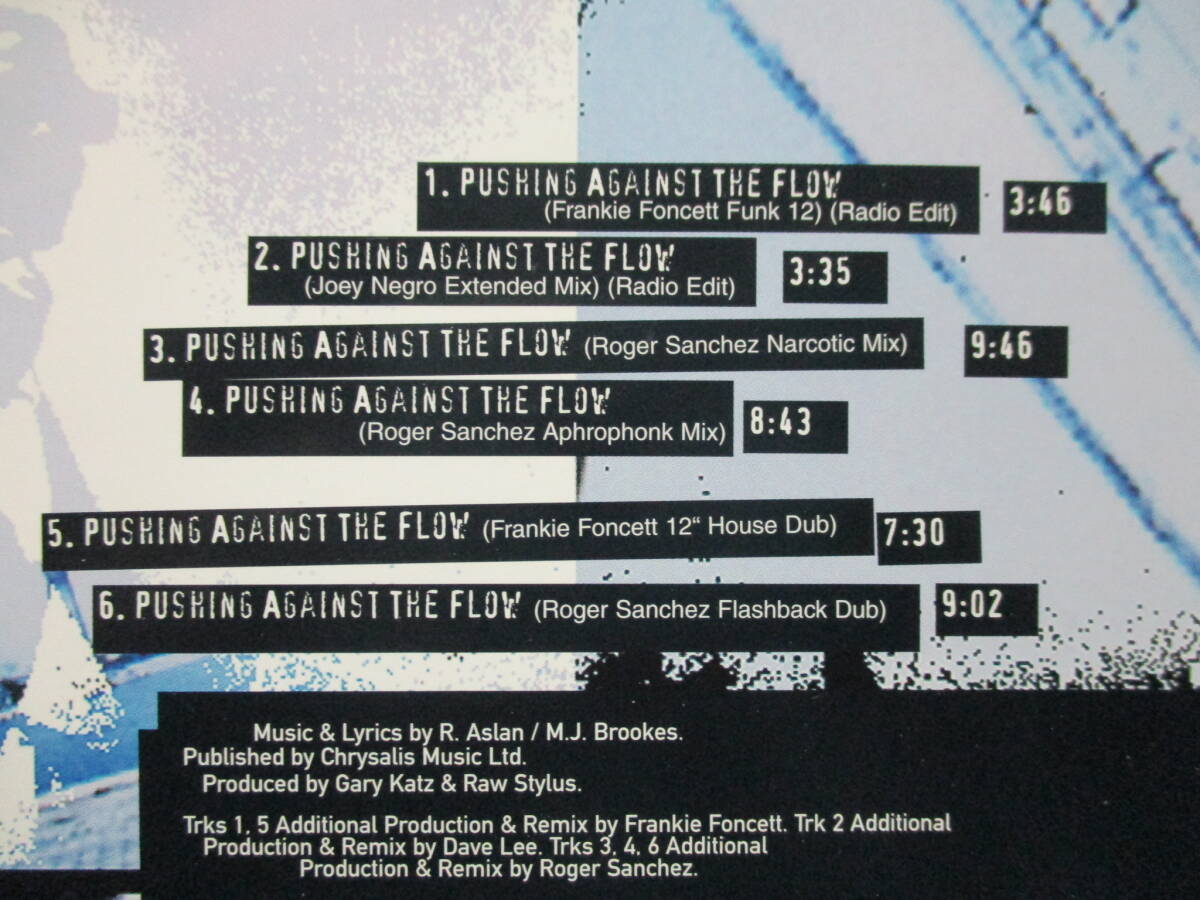 1. PUSHING AGAINST THE FLOW
(Frankie Foncett Funk 12) (Radio Edit)
3:46
2. PUSHING AGAINST THE FLOW
(Joey Negro Extended Mix) (Radio Edit)
3:35
3. PUSHING AGAINST THE FLOW (Roger Sanchez Narcotic Mix) 9:46
4. PUSHING AGAINST THE FLOW
(Roger Sanchez Aphrophonk Mix)
8:43
5. PUSHING AGAINST THE FLOW (Frankie Foncett 12“ House Dub) 7:30
6. PUSHING AGAINST THE FLOW (Roger Sanchez Flashback Dub) 9:02
Music & Lyrics by R. Aslan / M.J. Brookes.
Published by Chrysalis Music Ltd.
Produced by Gary Katz & Raw Stylus.
Trks 1, 5 Additional Production & Remix by Frankie Foncett. Trk 2 Additional
Production & Remix by Dave Lee. Trks 3, 4, 6 Additional
Production & Remix by Roger Sanchez.